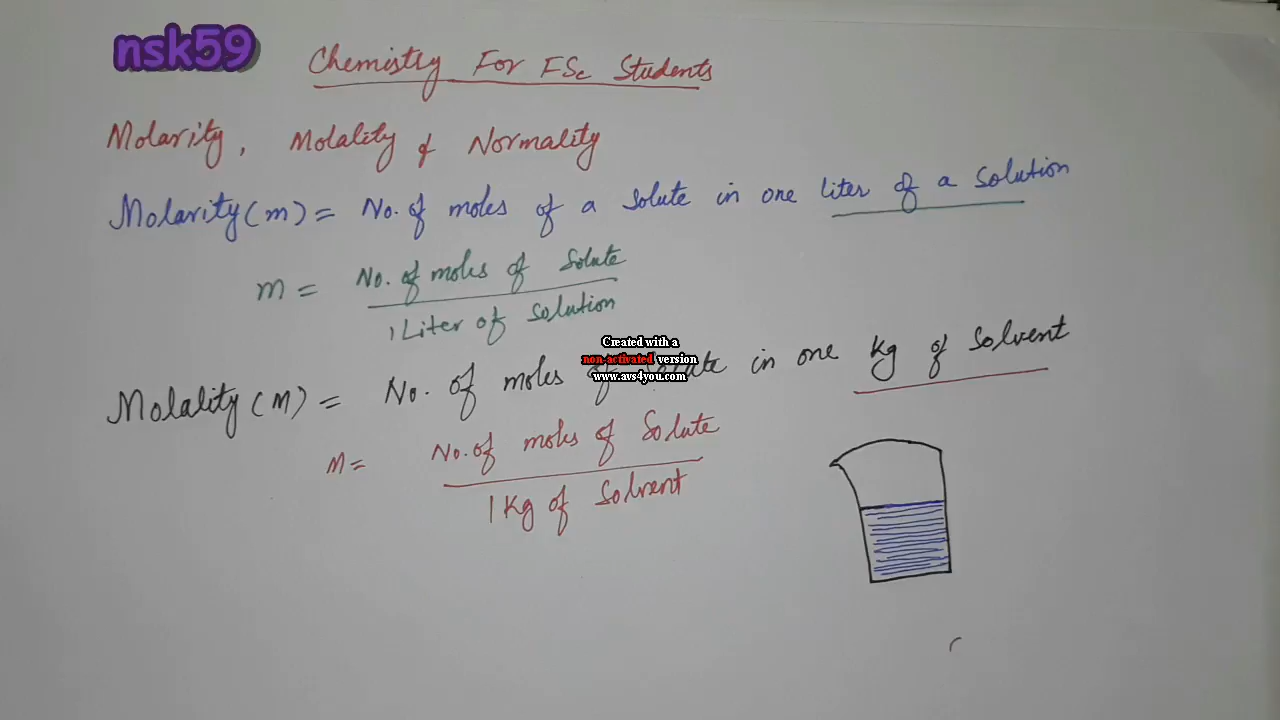 nsk59
Chemistry For FSc Students
Molarity, Molality & Normality
Molarity (m) = No. of moles of a Solute in one liter of a Solution
m = No. of moles of Solute
1 Liter of Solution
Created with a
non-activated version
www.avs4you.com
Molality (M) = No. of moles of Solute in one Kg of Solvent
M = No. of moles of Solute
1 Kg of Solvent